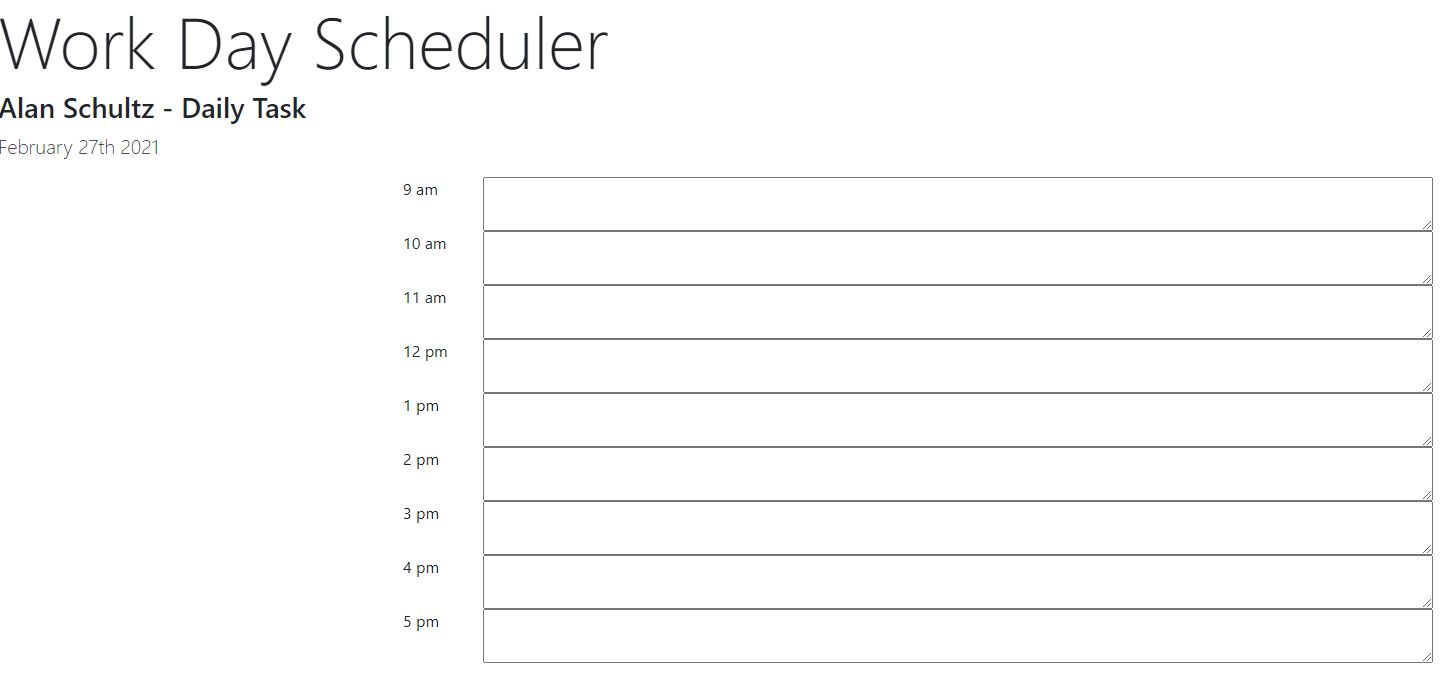 Work Day Scheduler
Alan Schultz - Daily Task
February 27th 2021
9 am
10 am
11 am
12 pm
1 pm
2 pm
3 pm
4 pm
5 pm